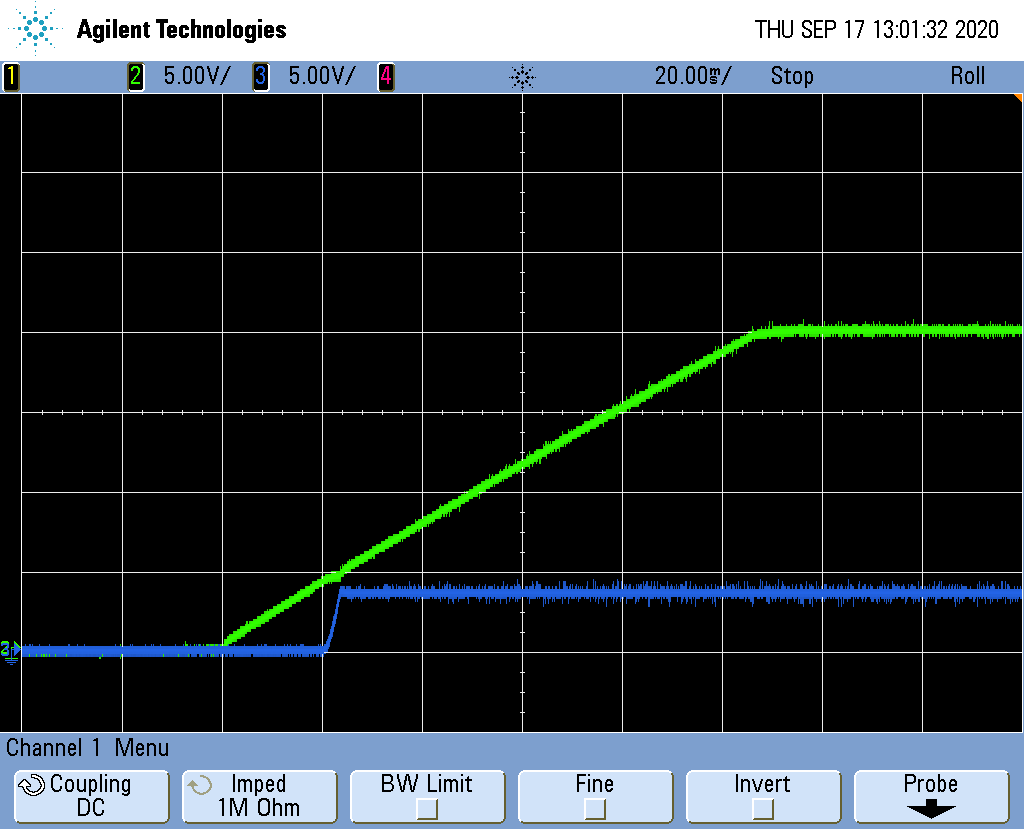 Agilent Technologies THU SEP 17 13:01:32 2020
1 2 5.00V/ 3 5.00V/ 4 20.00ms/ Stop Roll
Channel 1 Menu
Coupling Imped BW Limit Fine Invert Probe
DC 1M Ohm